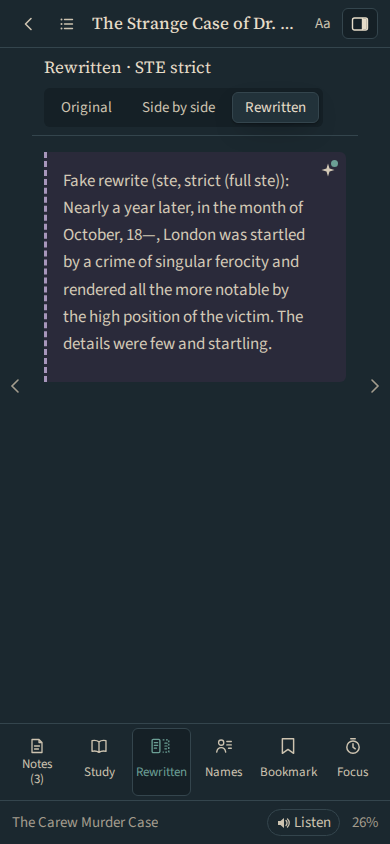 The Strange Case of Dr. ...
Aa
Rewritten · STE strict
Original
Side by side
Rewritten
Fake rewrite (ste, strict (full ste)):
Nearly a year later, in the month of
October, 18—, London was startled
by a crime of singular ferocity and
rendered all the more notable by
the high position of the victim. The
details were few and startling.
Notes
(3)
Study
Rewritten
Names
Bookmark
Focus
The Carew Murder Case
Listen
26%